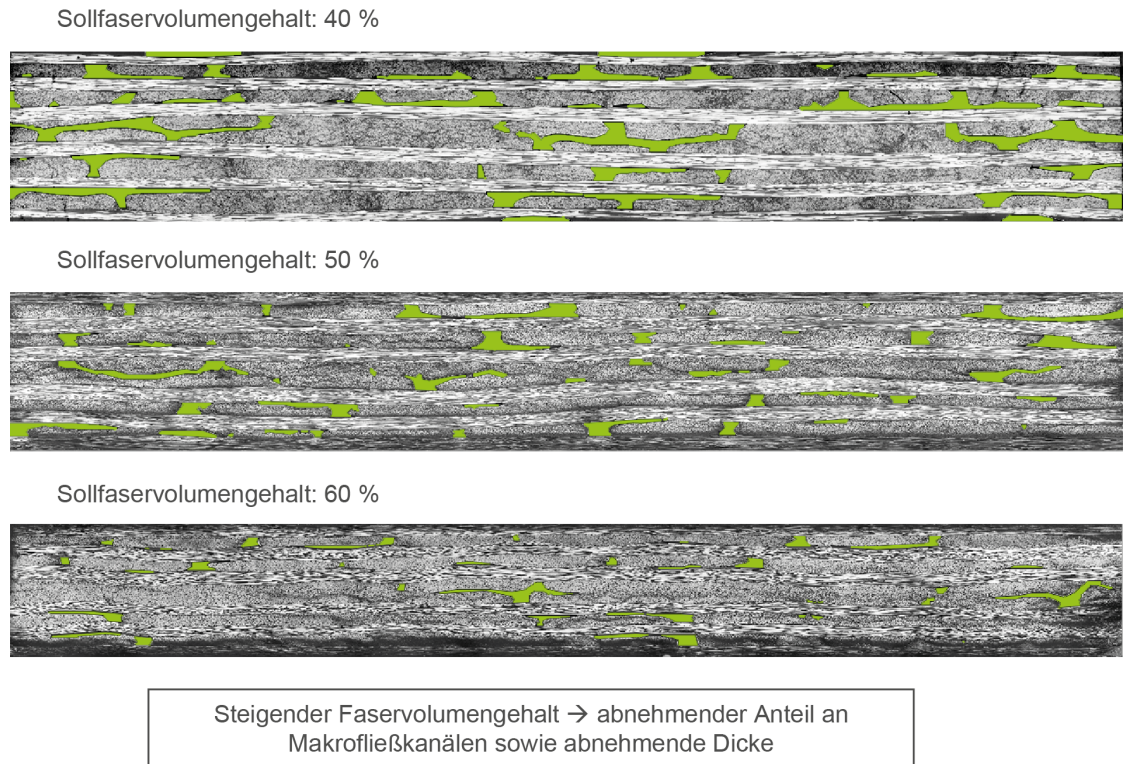 Sollfaservolumengehalt: 40 %
Sollfaservolumengehalt: 50 %
Sollfaservolumengehalt: 60 %
Steigender Faservolumengehalt → abnehmender Anteil an
Makrofließkanälen sowie abnehmende Dicke